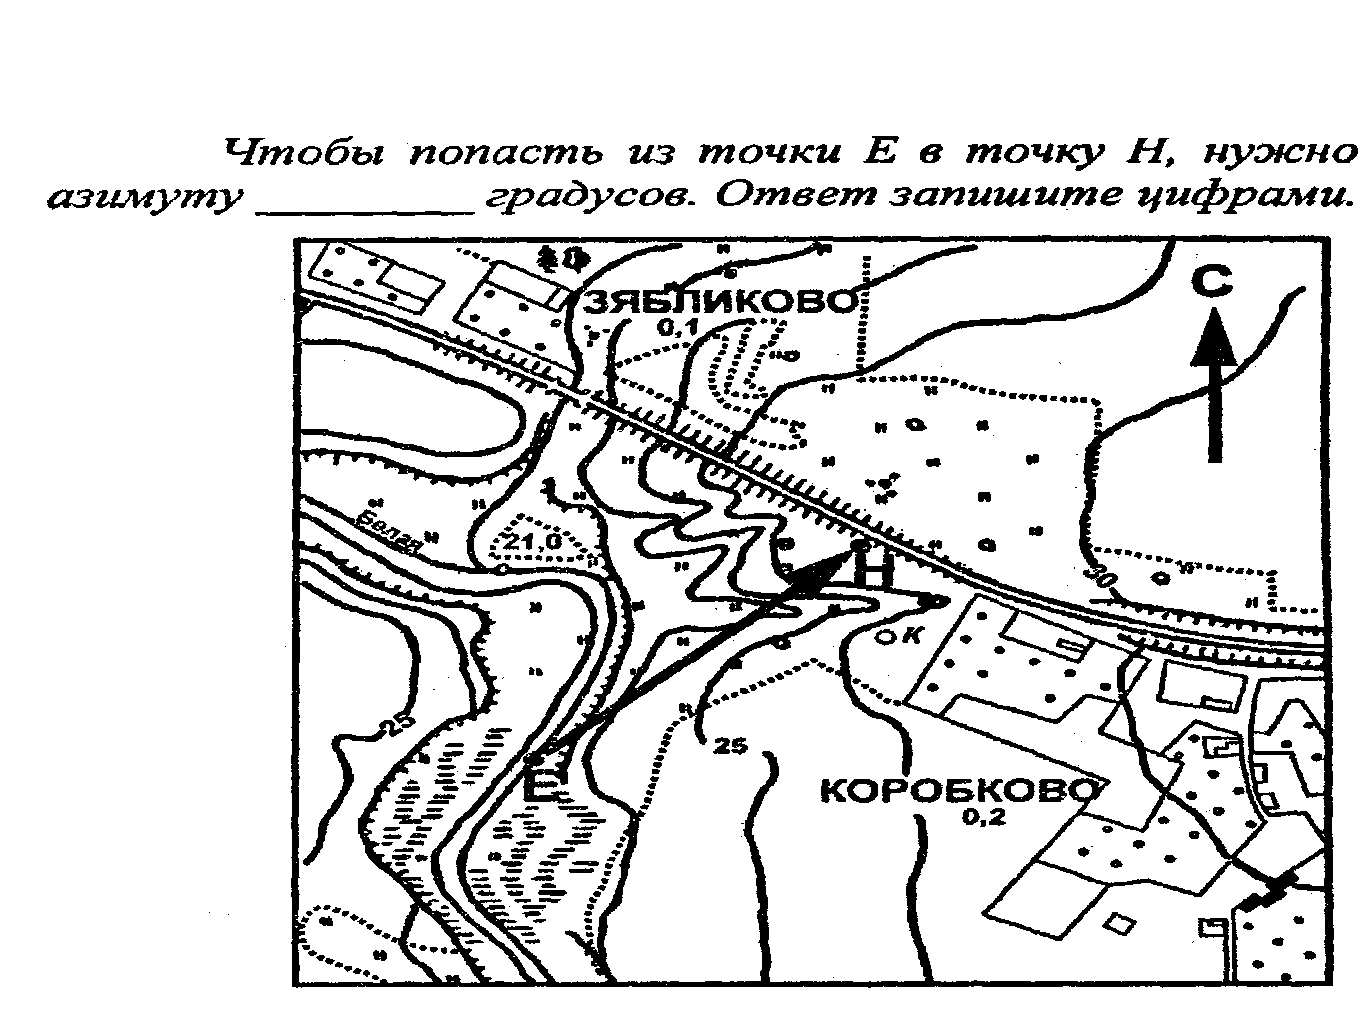 Чтобы попасть из точки Е в точку Н, нужно
азимуту _________ градусов. Ответ запишите цифрами.
ЗЯБЛИКОВО
0,1
С
Белая
21,0
Н
30
К
25
25
Е
КОРОБКОВО
0,2